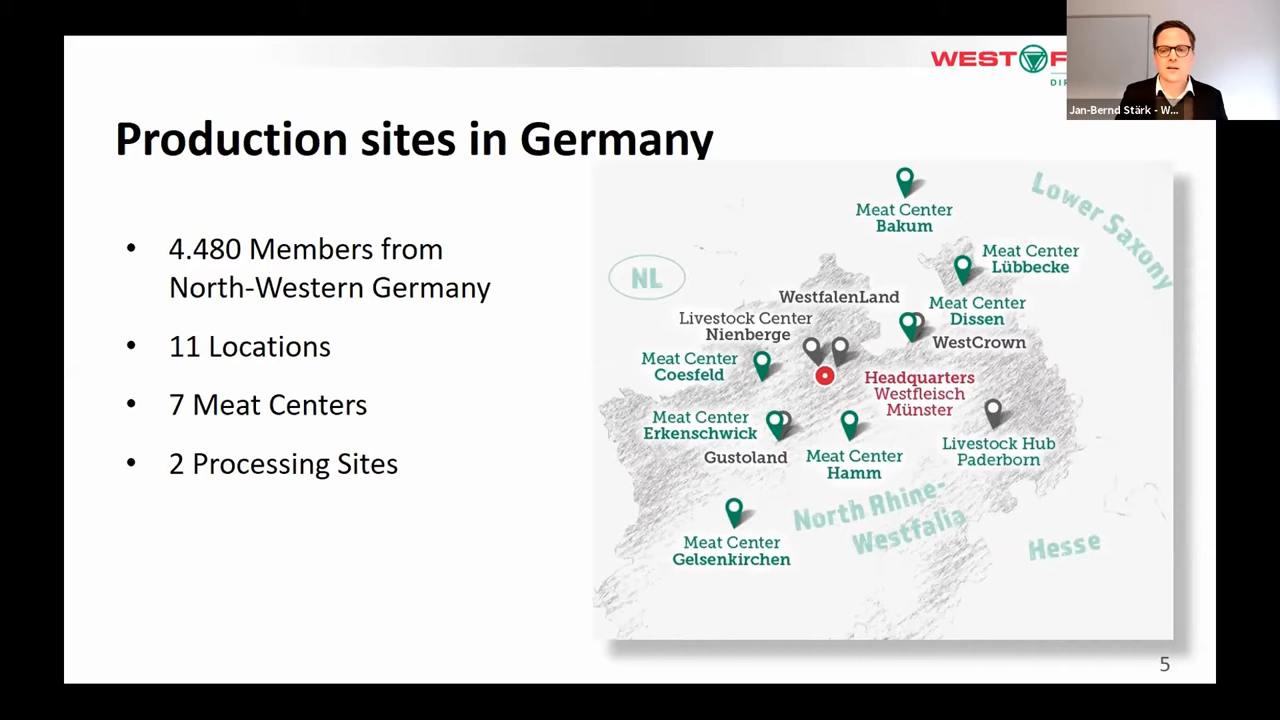 WEST
Jan-Bernd Stärk - W...
Production sites in Germany
• 4.480 Members from
North-Western Germany
• 11 Locations
• 7 Meat Centers
• 2 Processing Sites
Lower Saxony
Meat Center
Bakum
NL
Meat Center
Lübbecke
WestfalenLand
Meat Center
Dissen
Livestock Center
Nienberge
WestCrown
Meat Center
Coesfeld
Headquarters
Westfleisch
Münster
Meat Center
Erkenschwick
Gustoland
Meat Center
Hamm
Livestock Hub
Paderborn
North Rhine-
Westfalia
Meat Center
Gelsenkirchen
Hesse
5